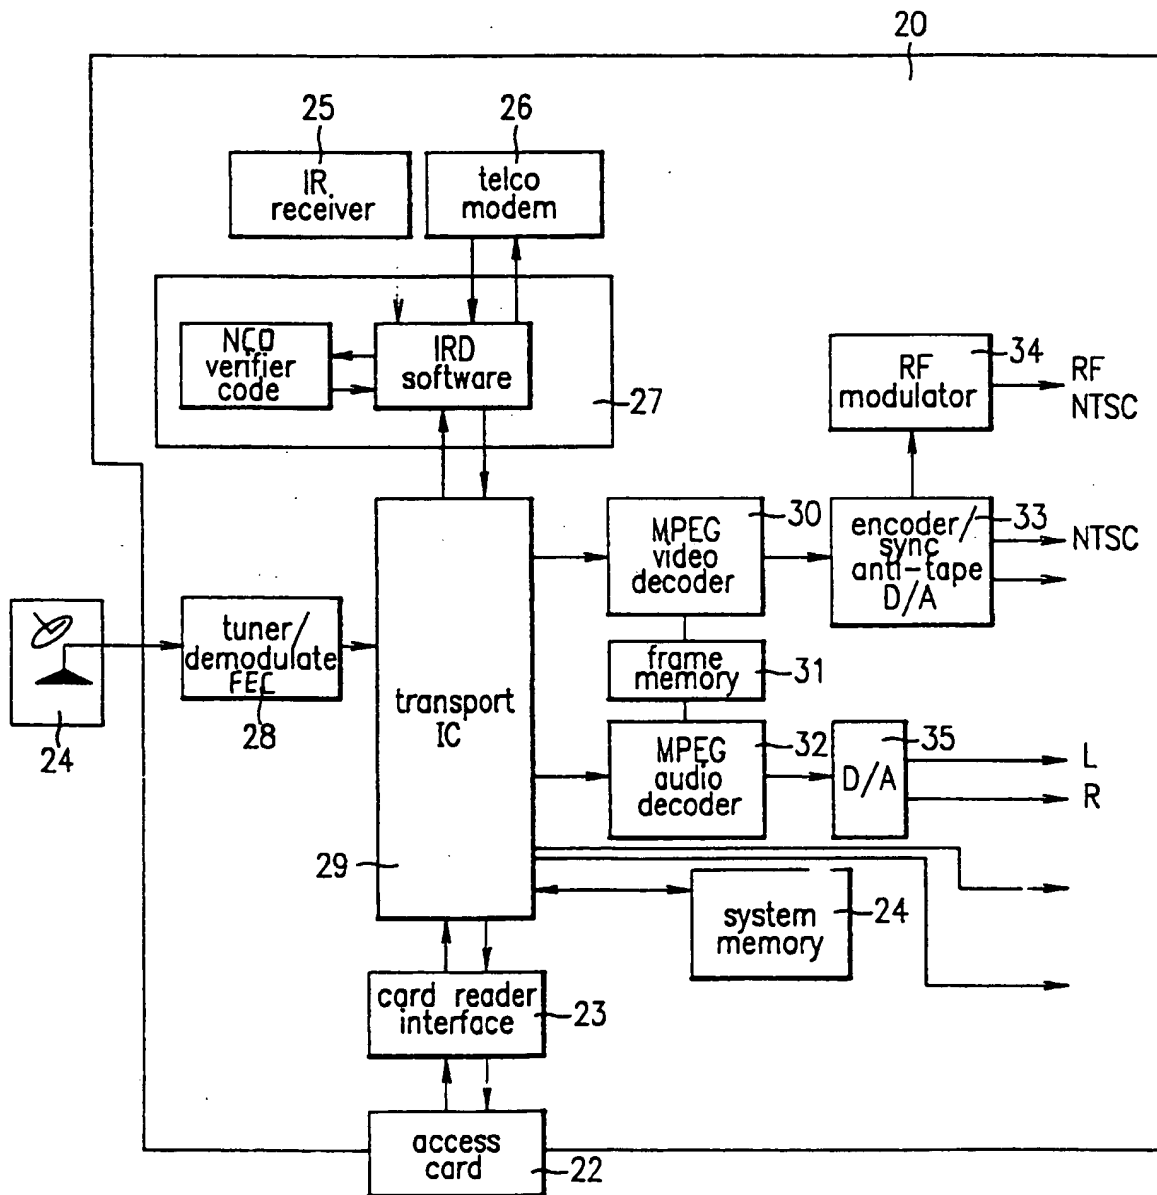 20
25
26
IR
receiver
telco
modem
NCO
verifier
code
IRD
software
27
RF
modulator
34
RF
NTSC
MPEG
video
decoder
30
encoder/
sync
anti-tape
D/A
33
NTSC
tuner/
demodulate
FEC
28
24
transport
IC
29
frame
memory
31
MPEG
audio
decoder
32
35
D/A
L
R
system
memory
24
card reader
interface
23
access
card
22